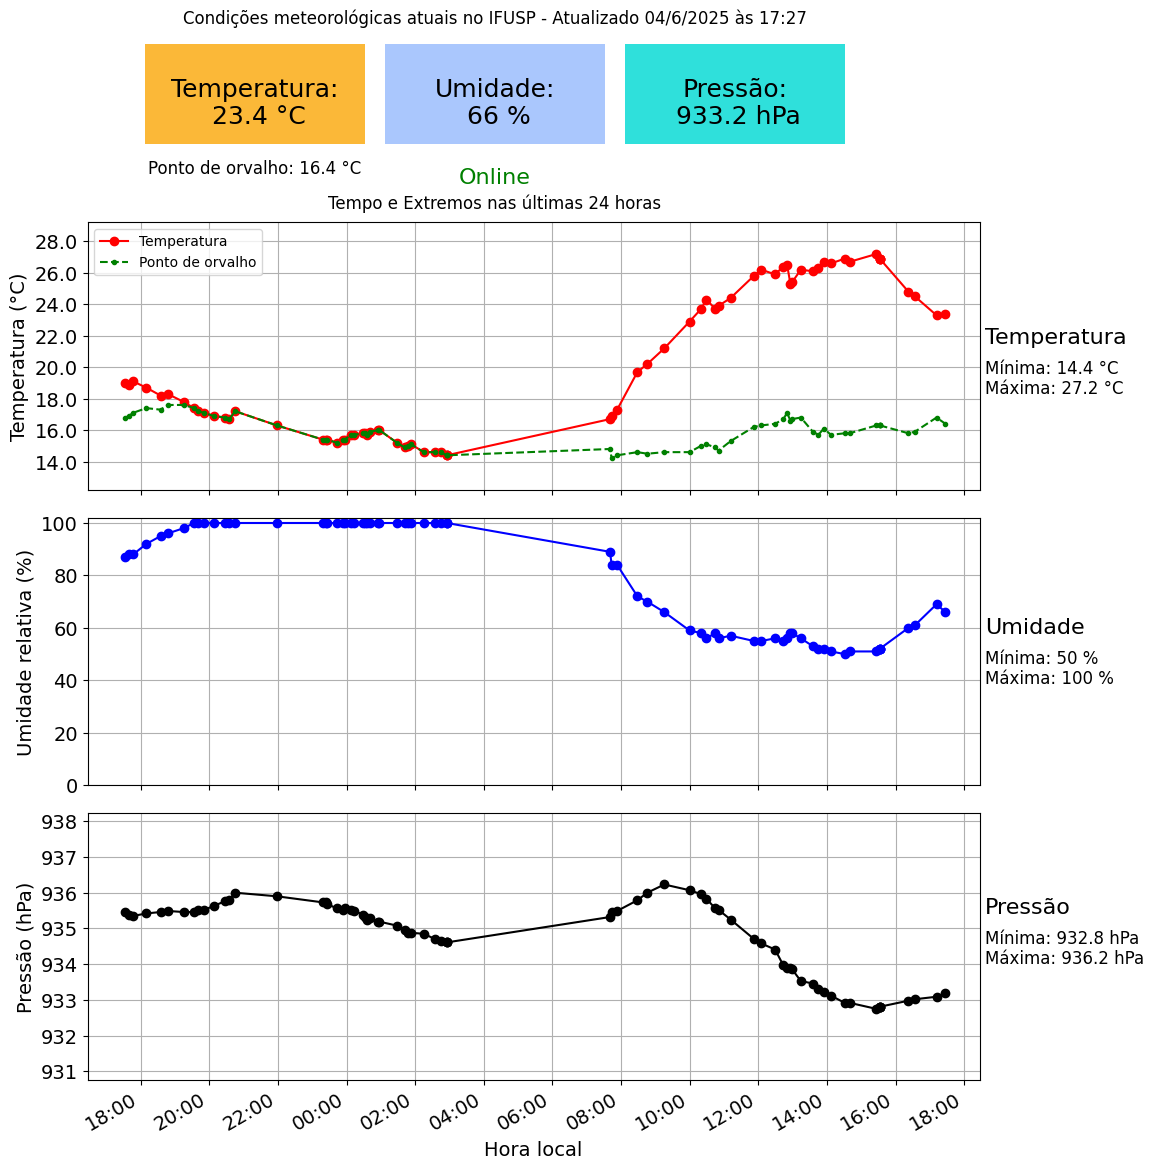 Condições meteorológicas atuais no IFUSP - Atualizado 04/6/2025 às 17:27
Temperatura:
23.4 °C
Umidade:
66 %
Pressão:
933.2 hPa
Ponto de orvalho: 16.4 °C
Online
Tempo e Extremos nas últimas 24 horas
Temperatura (°C)
28.0
26.0
24.0
22.0
20.0
18.0
16.0
14.0
Temperatura
Ponto de orvalho
Temperatura
Mínima: 14.4 °C
Máxima: 27.2 °C
Umidade relativa (%)
100
80
60
40
20
0
Umidade
Mínima: 50 %
Máxima: 100 %
Pressão (hPa)
938
937
936
935
934
933
932
931
Pressão
Mínima: 932.8 hPa
Máxima: 936.2 hPa
18:00 20:00 22:00 00:00 02:00 04:00 06:00 08:00 10:00 12:00 14:00 16:00 18:00
Hora local